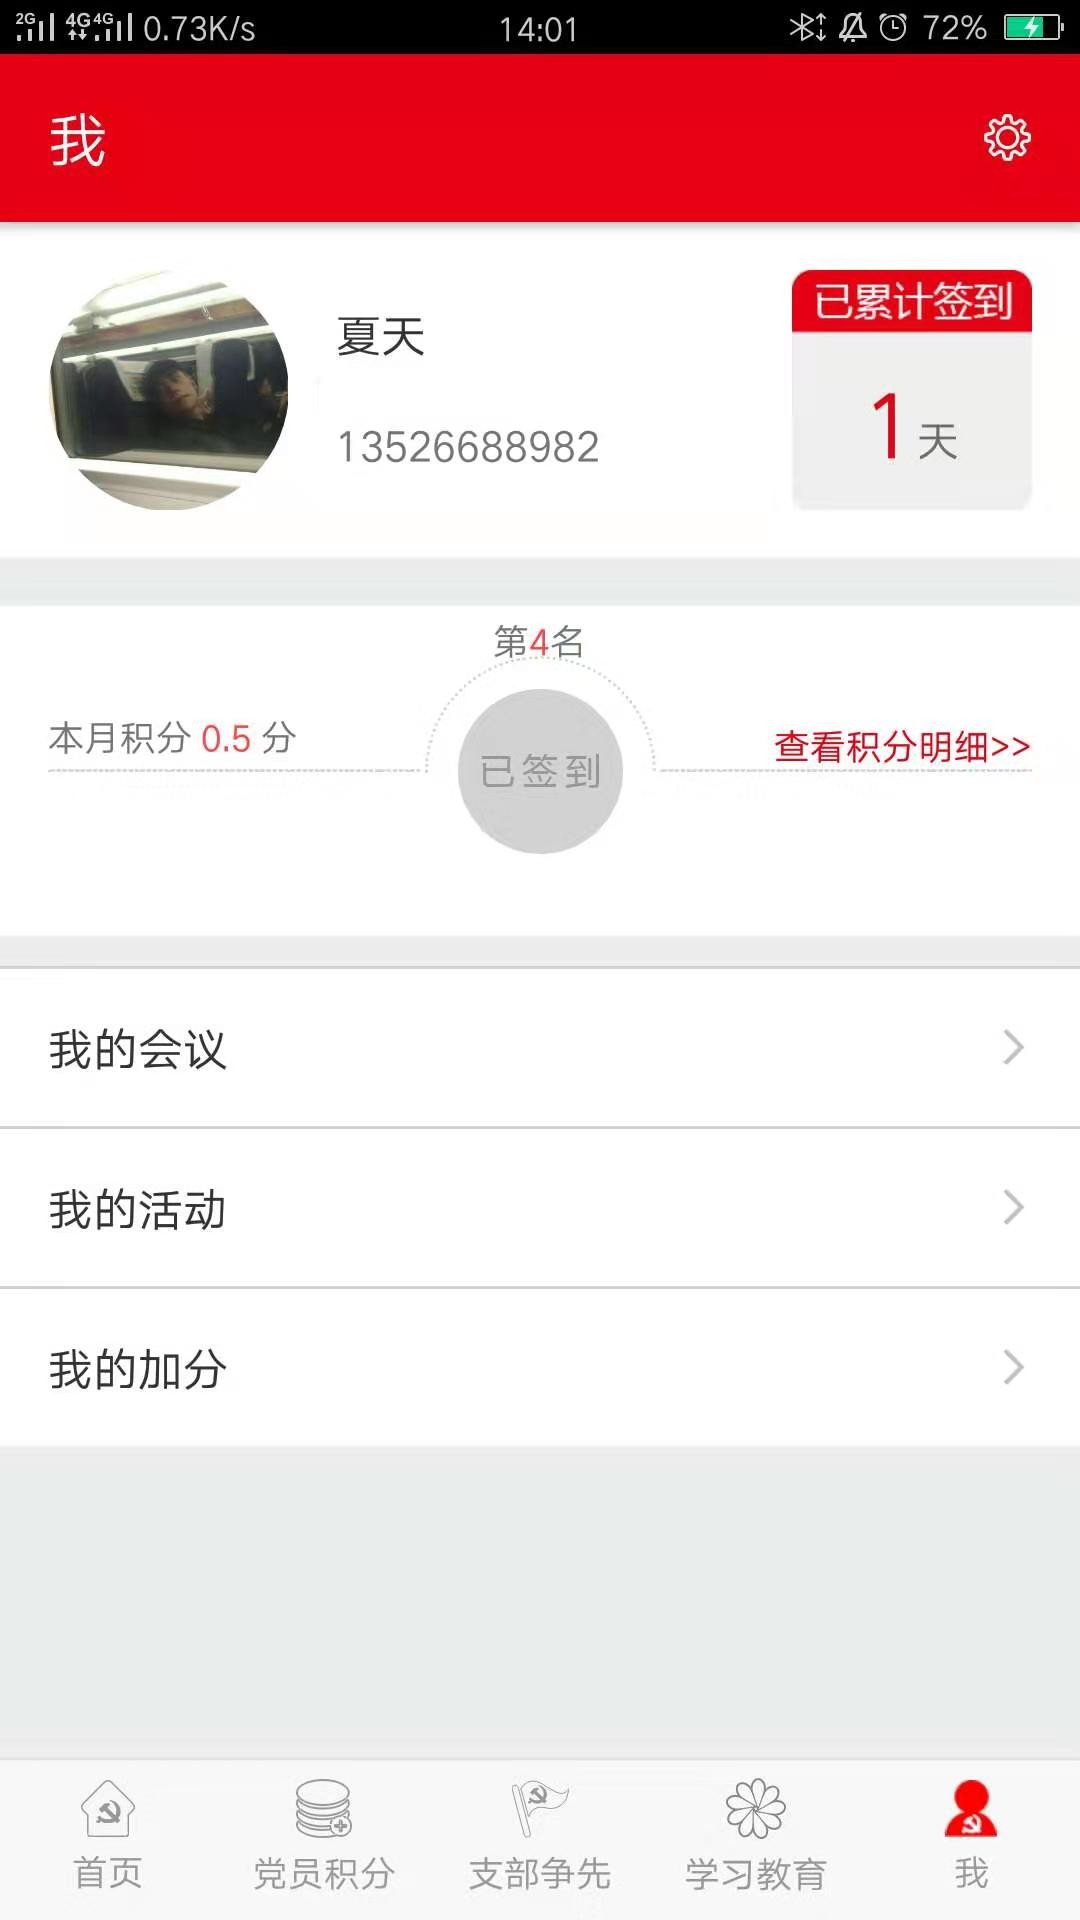 2G 4G 4G 0.73K/s 14:01 72%
我
夏天
13526688982
已累计签到
1天
第4名
本月积分 0.5 分
已签到
查看积分明细>>
我的会议
我的活动
我的加分
首页 党员积分 支部争先 学习教育 我